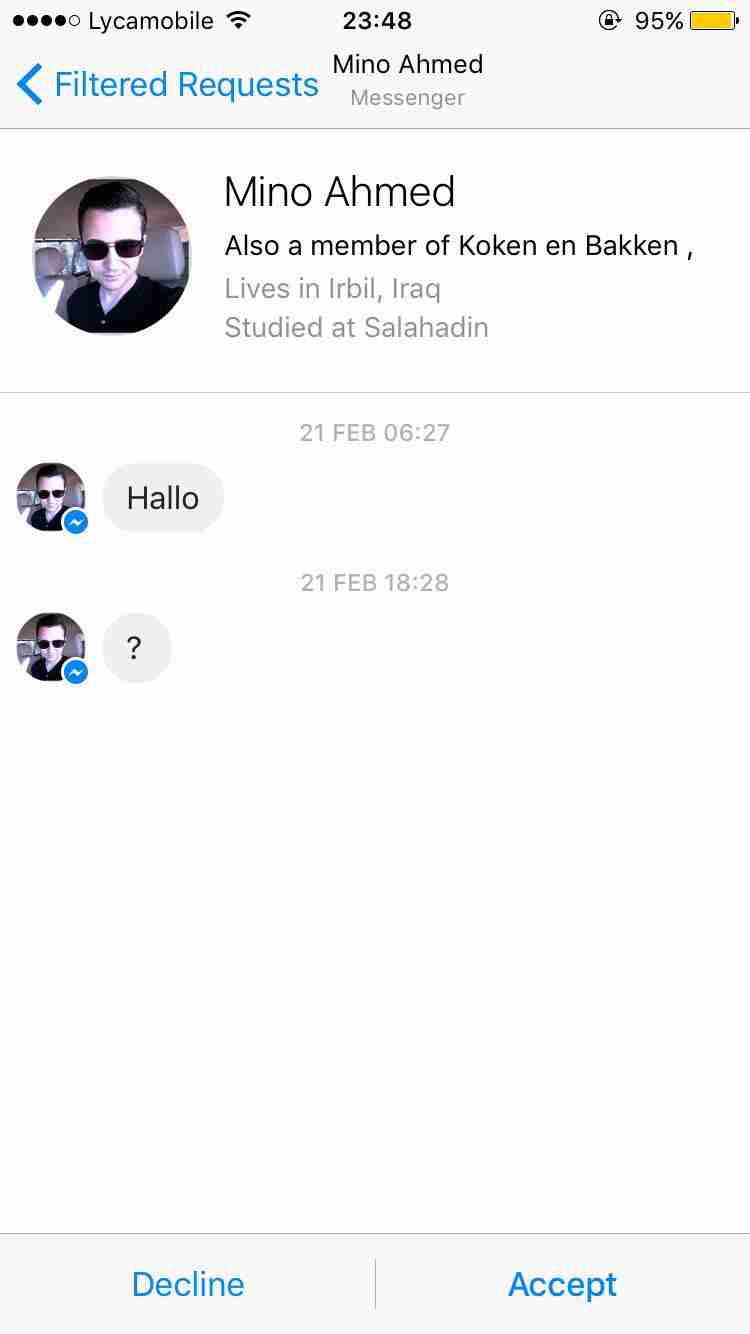 Lycamobile 23:48 95%
Filtered Requests Mino Ahmed
Messenger
Mino Ahmed
Also a member of Koken en Bakken ,
Lives in Irbil, Iraq
Studied at Salahadin
21 FEB 06:27
Hallo
21 FEB 18:28
?
Decline Accept